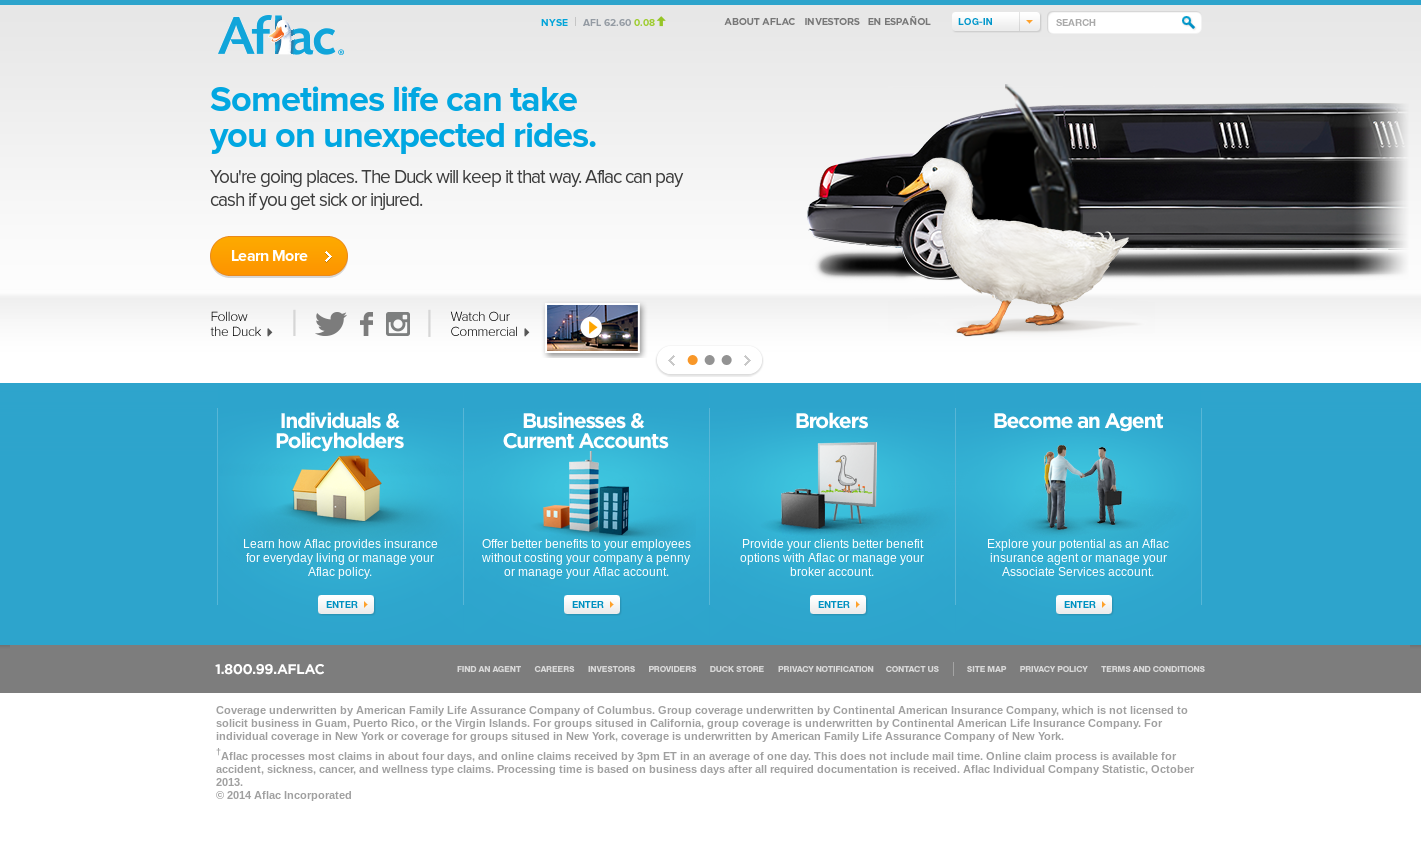 Aflac®
NYSE AFL 62.60 0.08
ABOUT AFLAC INVESTORS EN ESPAÑOL
LOG-IN
SEARCH
Sometimes life can take
you on unexpected rides.
You're going places. The Duck will keep it that way. Aflac can pay
cash if you get sick or injured.
Learn More
Follow
the Duck
Watch Our
Commercial
Individuals &
Policyholders
Learn how Aflac provides insurance
for everyday living or manage your
Aflac policy.
ENTER
Businesses &
Current Accounts
Offer better benefits to your employees
without costing your company a penny
or manage your Aflac account.
ENTER
Brokers
Provide your clients better benefit
options with Aflac or manage your
broker account.
ENTER
Become an Agent
Explore your potential as an Aflac
insurance agent or manage your
Associate Services account.
ENTER
1.800.99.AFLAC
FIND AN AGENT CAREERS INVESTORS PROVIDERS DUCK STORE PRIVACY NOTIFICATION CONTACT US SITE MAP PRIVACY POLICY TERMS AND CONDITIONS
Coverage underwritten by American Family Life Assurance Company of Columbus. Group coverage underwritten by Continental American Insurance Company, which is not licensed to
solicit business in Guam, Puerto Rico, or the Virgin Islands. For groups sitused in California, group coverage is underwritten by Continental American Life Insurance Company. For
individual coverage in New York or coverage for groups sitused in New York, coverage is underwritten by American Family Life Assurance Company of New York.
†Aflac processes most claims in about four days, and online claims received by 3pm ET in an average of one day. This does not include mail time. Online claim process is available for
accident, sickness, cancer, and wellness type claims. Processing time is based on business days after all required documentation is received. Aflac Individual Company Statistic, October
2013.
© 2014 Aflac Incorporated